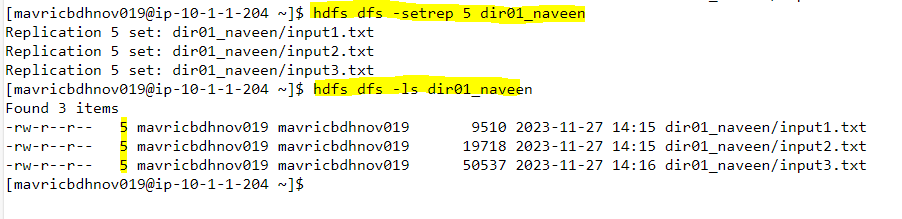 [mavricbdhnov019@ip-10-1-1-204 ~]$ hdfs dfs -setrep 5 dir01_naveen
Replication 5 set: dir01_naveen/input1.txt
Replication 5 set: dir01_naveen/input2.txt
Replication 5 set: dir01_naveen/input3.txt
[mavricbdhnov019@ip-10-1-1-204 ~]$ hdfs dfs -ls dir01_naveen
Found 3 items
-rw-r--r--   5 mavricbdhnov019 mavricbdhnov019       9510 2023-11-27 14:15 dir01_naveen/input1.txt
-rw-r--r--   5 mavricbdhnov019 mavricbdhnov019      19718 2023-11-27 14:15 dir01_naveen/input2.txt
-rw-r--r--   5 mavricbdhnov019 mavricbdhnov019      50537 2023-11-27 14:16 dir01_naveen/input3.txt
[mavricbdhnov019@ip-10-1-1-204 ~]$